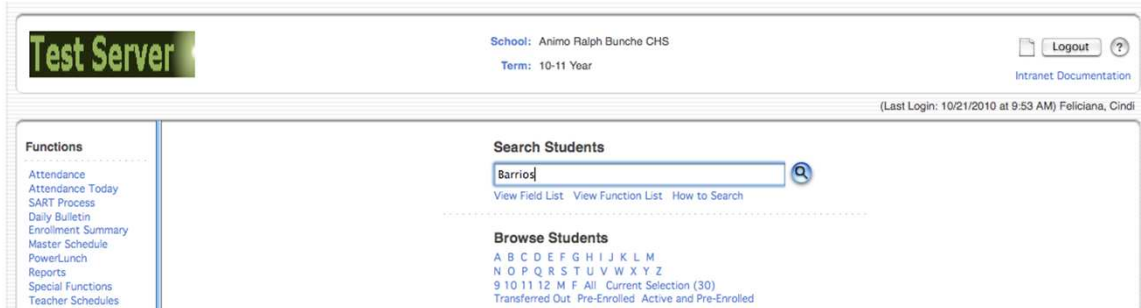 Test Server
School: Animo Ralph Bunche CHS
Term: 10-11 Year
Logout ?
Intranet Documentation
(Last Login: 10/21/2010 at 9:53 AM) Feliciana, Cindi
Functions
Attendance
Attendance Today
SART Process
Daily Bulletin
Enrollment Summary
Master Schedule
PowerLunch
Reports
Special Functions
Teacher Schedules
Search Students
Barrios
View Field List View Function List How to Search
Browse Students
A B C D E F G H I J K L M
N O P Q R S T U V W X Y Z
9 10 11 12 M F All Current Selection (30)
Transferred Out Pre-Enrolled Active and Pre-Enrolled